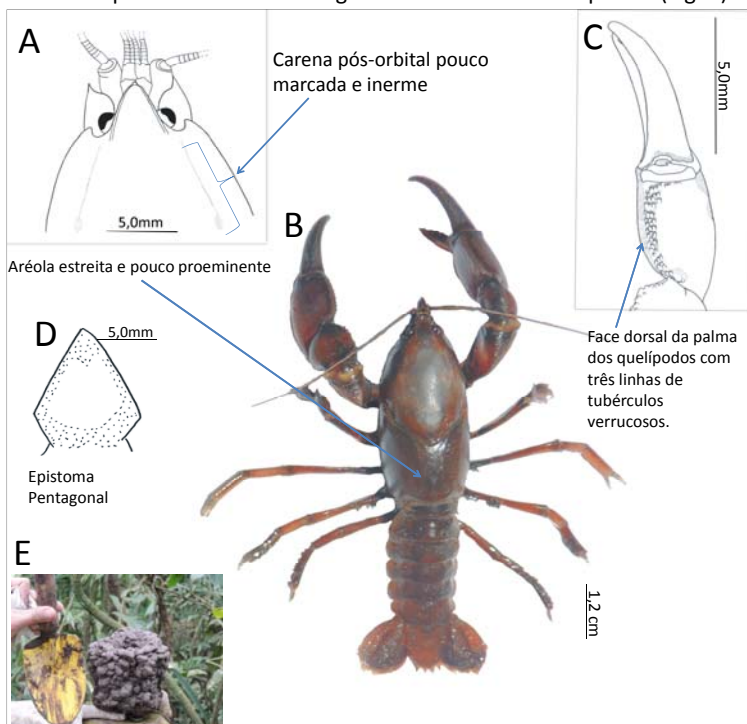 A
Carena pós-orbital pouco
marcada e inerme
5,0mm
C
5,0mm
B
Aréola estreita e pouco proeminente
D
5,0mm
Epistoma
Pentagonal
Face dorsal da palma
dos quelípodos com
três linhas de
tubérculos
verrucosos.
E
1,2 cm